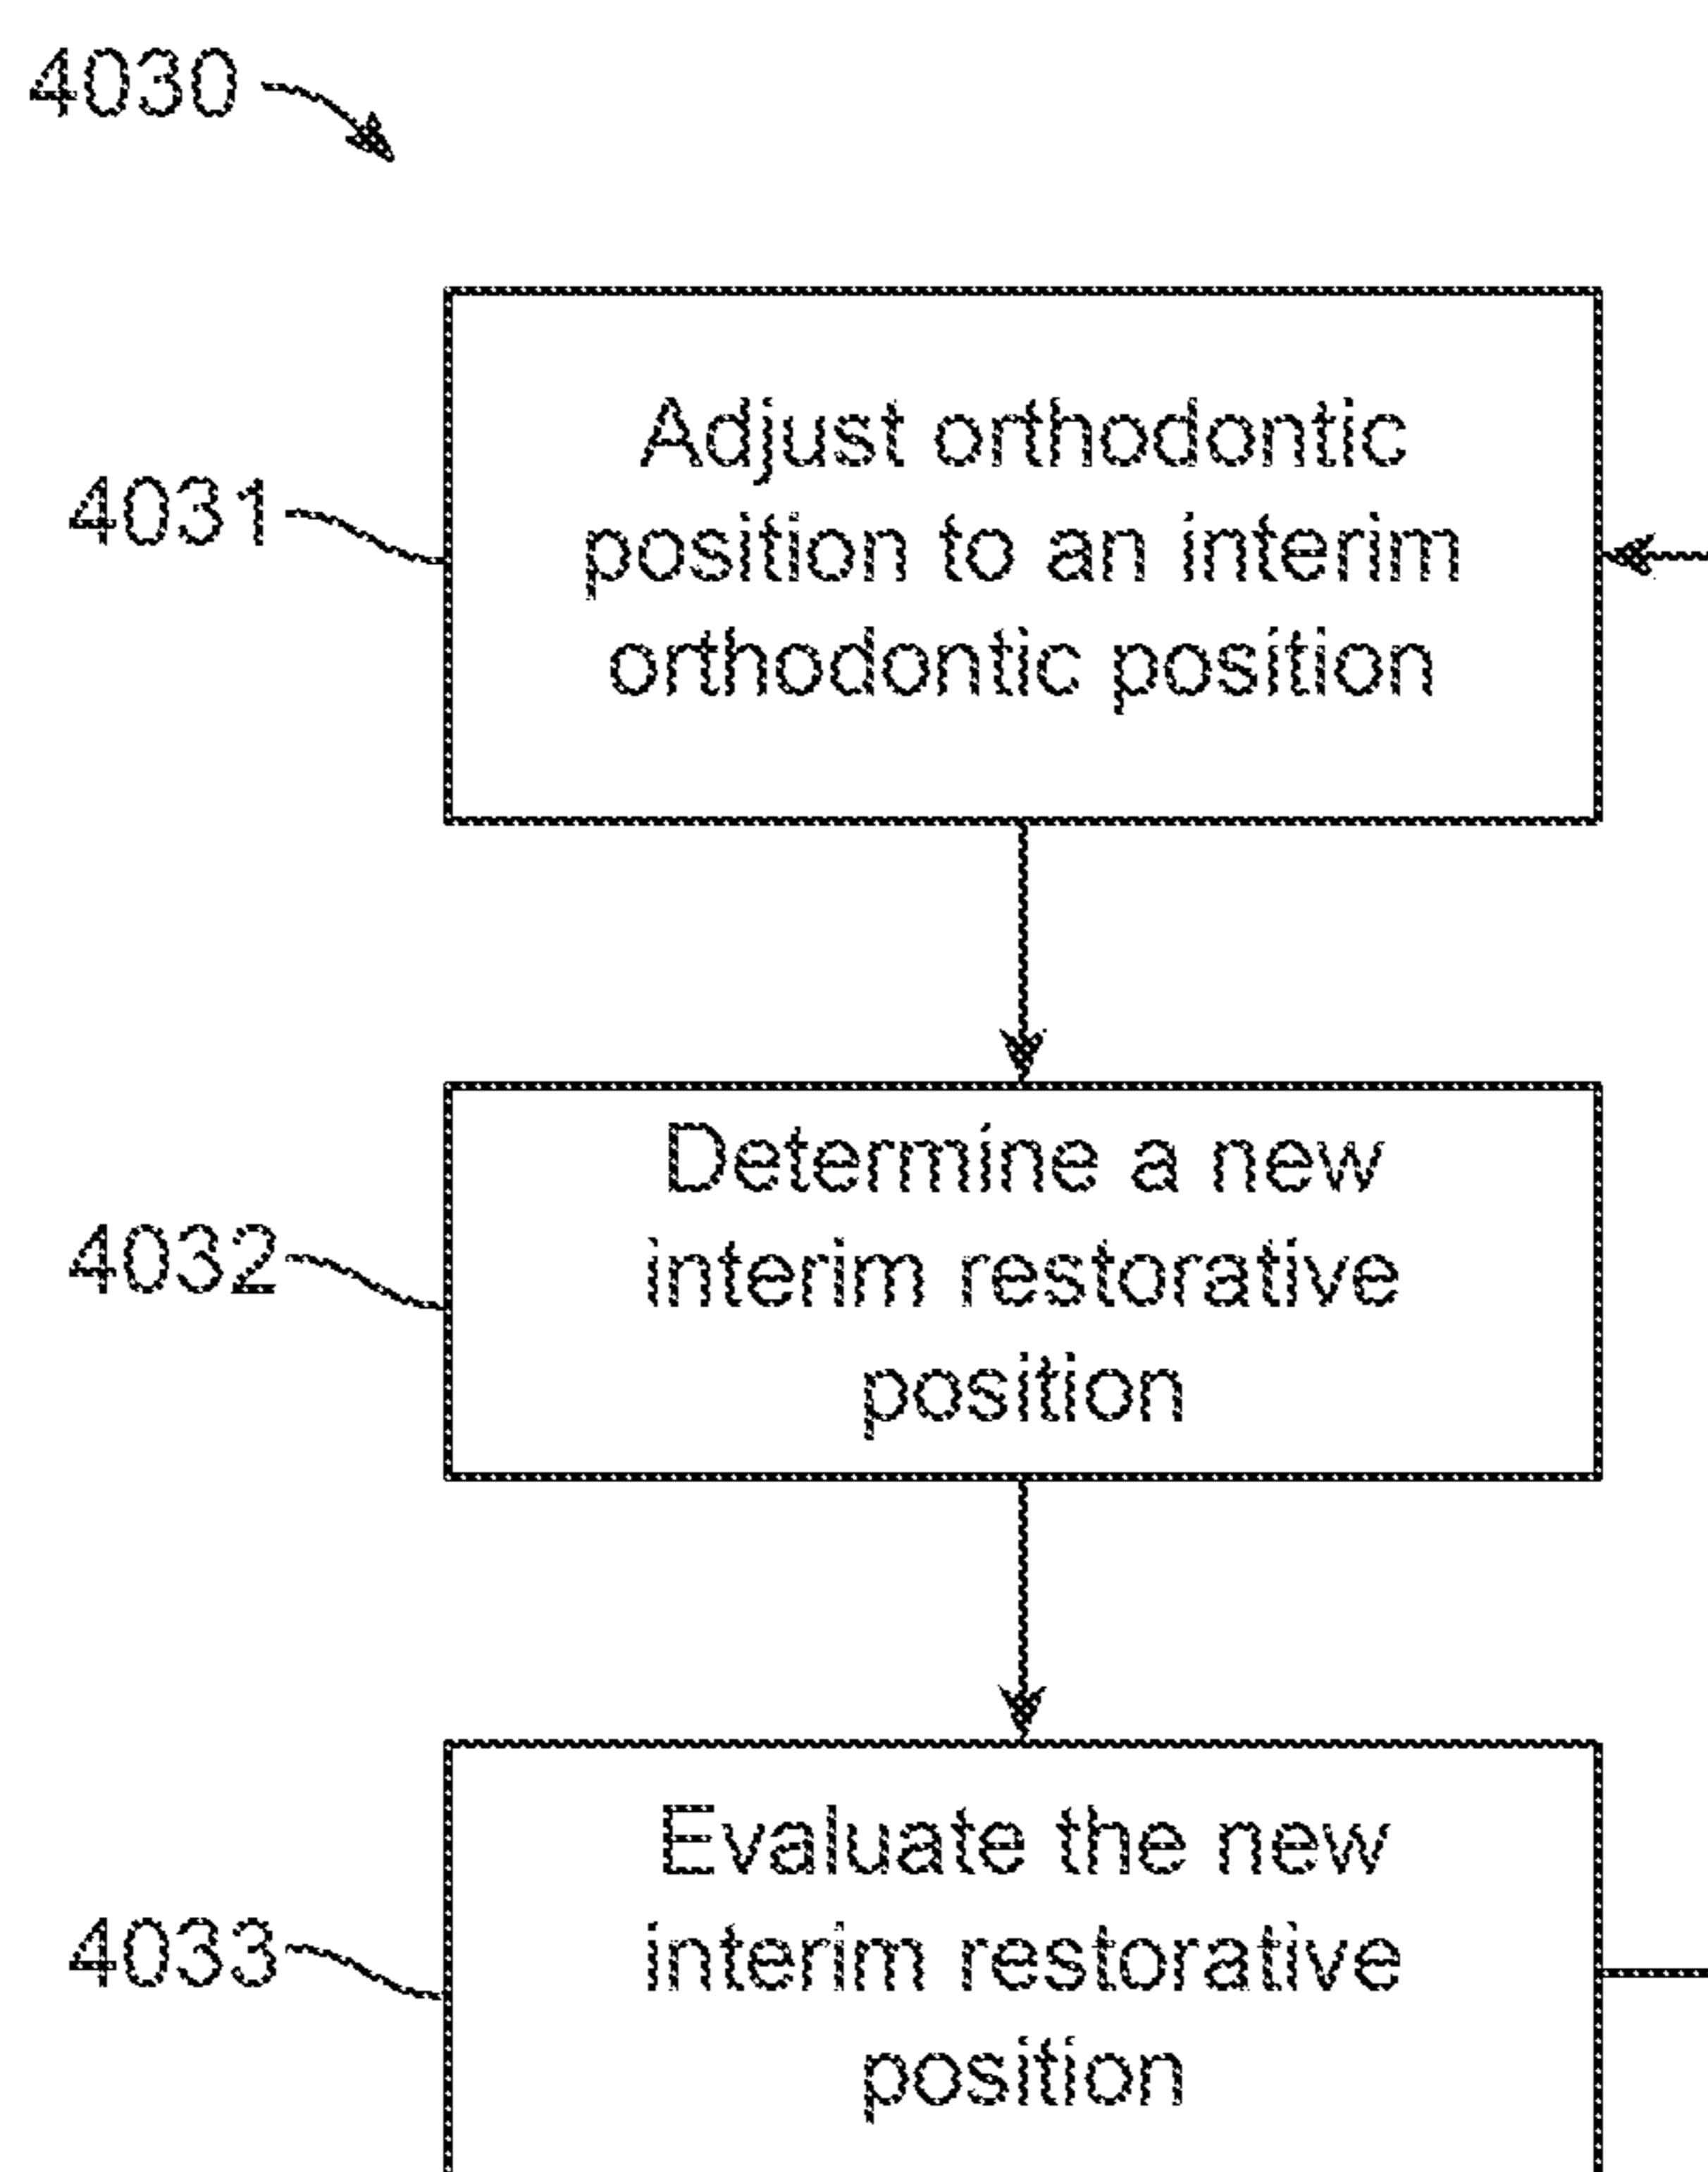 4030
4031
Adjust orthodontic
position to an interim
orthodontic position
4032
Determine a new
interim restorative
position
4033
Evaluate the new
interim restorative
position